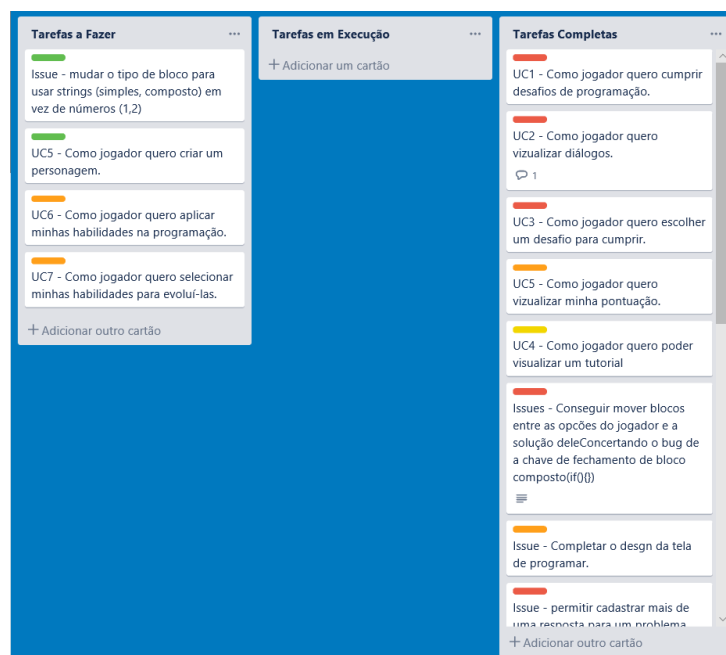 Tarefas a Fazer
Issue - mudar o tipo de bloco para
usar strings (simples, composto) em
vez de números (1,2)
UC5 - Como jogador quero criar um
personagem.
UC6 - Como jogador quero aplicar
minhas habilidades na programação.
UC7 - Como jogador quero selecionar
minhas habilidades para evoluí-las.
+ Adicionar outro cartão
Tarefas em Execução
+ Adicionar um cartão
Tarefas Completas
UC1 - Como jogador quero cumprir
desafios de programação.
UC2 - Como jogador quero
vizualizar diálogos.
1
UC3 - Como jogador quero escolher
um desafio para cumprir.
UC5 - Como jogador quero
vizualizar minha pontuação.
UC4 - Como jogador quero poder
visualizar um tutorial
Issues - Conseguir mover blocos
entre as opcões do jogador e a
solução deleConcertando o bug de
a chave de fechamento de bloco
composto(if(){})
Issue - Completar o desgn da tela
de programar.
Issue - permitir cadastrar mais de
uma resposta para um problema
+ Adicionar outro cartão